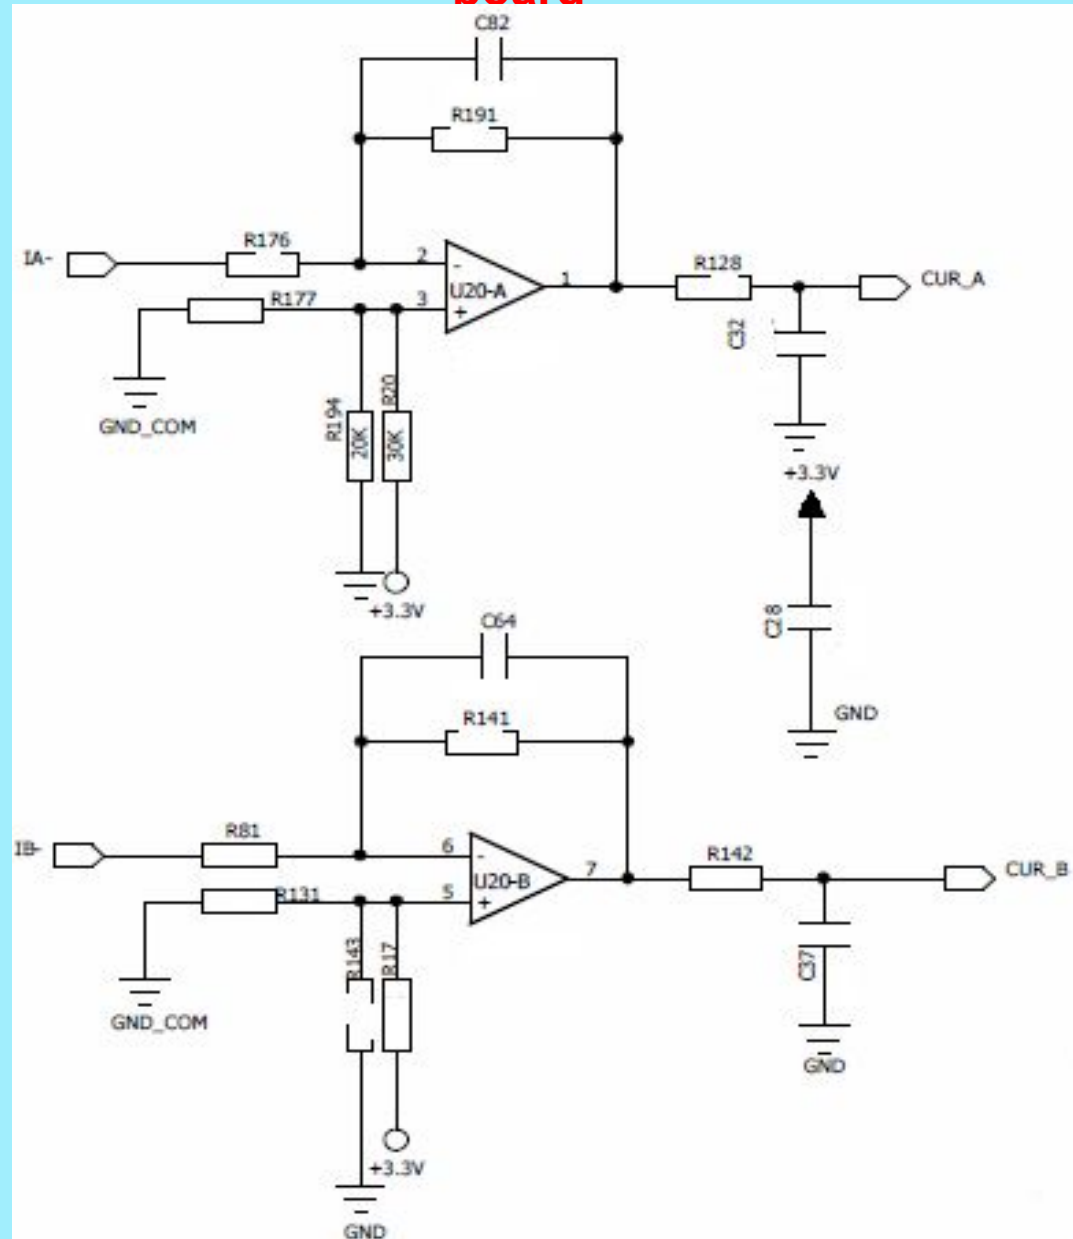 board
C82
R191
IA-
R176
2
-
U20-A
1
R128
CUR_A
R177
3
+
C32
GND_COM
R194
20K
R20
30K
+3.3V
+3.3V
C28
GND
C64
R141
IB-
R81
6
-
U20-B
7
R142
CUR_B
R131
5
+
R143
R17
C37
GND_COM
GND
+3.3V
GND